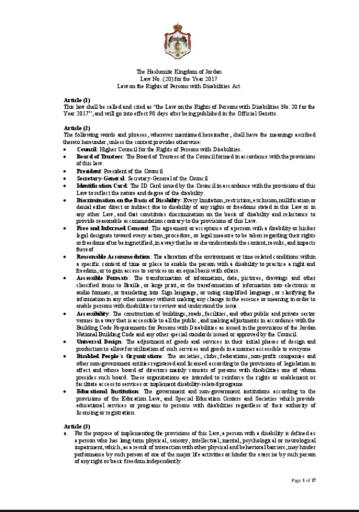 The Hashemite Kingdom of Jordan
Law No. (20) for the Year 2017
Law on the Rights of Persons with Disabilities Act
Article (1)
This law shall be called and cited as "the Law on the Rights of Persons with Disabilities No. 20 for the
Year 2017", and will go into effect 90 days after being published in the Official Gazette.
Article (2)
The following words and phrases, wherever mentioned hereinafter, shall have the meanings ascribed
thereto hereunder, unless the context provides otherwise:
• Council: Higher Council for the Rights of Persons with Disabilities.
• Board of Trustees: The Board of Trustees of the Council formed in accordance with the provisions
of this law.
• President: President of the Council
• Secretary-General: Secretary-General of the Council
• Identification Card: The ID Card issued by the Council in accordance with the provisions of this
Law to reflect the nature and degree of the disability.
• Discrimination on the Basis of Disability: Every limitation, restriction, exclusion, nullification or
denial either direct or indirect due to disability of any rights or freedoms stated in this Law or in
any other Law, and that constitutes discrimination on the basis of disability and reluctance to
provide reasonable accommodations contrary to the provisions of this Law.
• Free and Informed Consent: The agreement or acceptance of a person with a disability or his/her
legal designate toward every action, procedure, or legal measure to be taken regarding their rights
or freedom after being notified, in a way that he or she understands the content, results, and impacts
thereof.
• Reasonable Accommodation: The alteration of the environment or time-related conditions within
a specific context of time or place to enable the person with a disability to practice a right and
freedom, or to gain access to services on an equal basis with others.
• Accessible Formats: The transformation of information, data, pictures, drawings and other
classified items to Braille, or large print, or the transformation of information into electronic or
audio formats, or translating into Sign language, or using simplified language, or clarifying the
information in any other manner without making any change to the essence or meaning in order to
enable persons with disabilities to review and understand the issue.
• Accessibility: The construction of buildings, roads, facilities, and other public and private sector
venues in a way that is accessible to all the public, and making adjustments in accordance with the
Building Code Requirements for Persons with Disabilities as issued in the provisions of the Jordan
National Building Code and any other special standards issued or approved by the Council.
• Universal Design: The adjustment of goods and services in their initial phases of design and
production to allow for utilization of such services and goods in a manner accessible to everyone.
• Disabled People's Organizations: The societies, clubs, federations, non-profit companies and
other non-government entities registered and licensed according to the provisions of legislation in
effect and whose board of directors mainly consists of persons with disabilities one of whom
presides such board. These organizations are intended to reinforce the rights or enablement or
facilitate access to services or implement disability-related programs.
• Educational Institution: The government and non-government institutions according to the
provisions of the Education Law, and Special Education Centers and Societies which provide
educational services or programs to persons with disabilities regardless of their authority of
licensing or registration.
Article (3)
a. For the purpose of implementing the provisions of this Law, a person with a disability is defined as
a person who has long-term physical, sensory, intellectual, mental, psychological or neurological
impairment, which, as a result of interaction with other physical and behavioral barriers, may hinder
performance by such person of one of the major life activities or hinder the exercise by such person
of any right or basic freedom independently.
Page 1 of 37